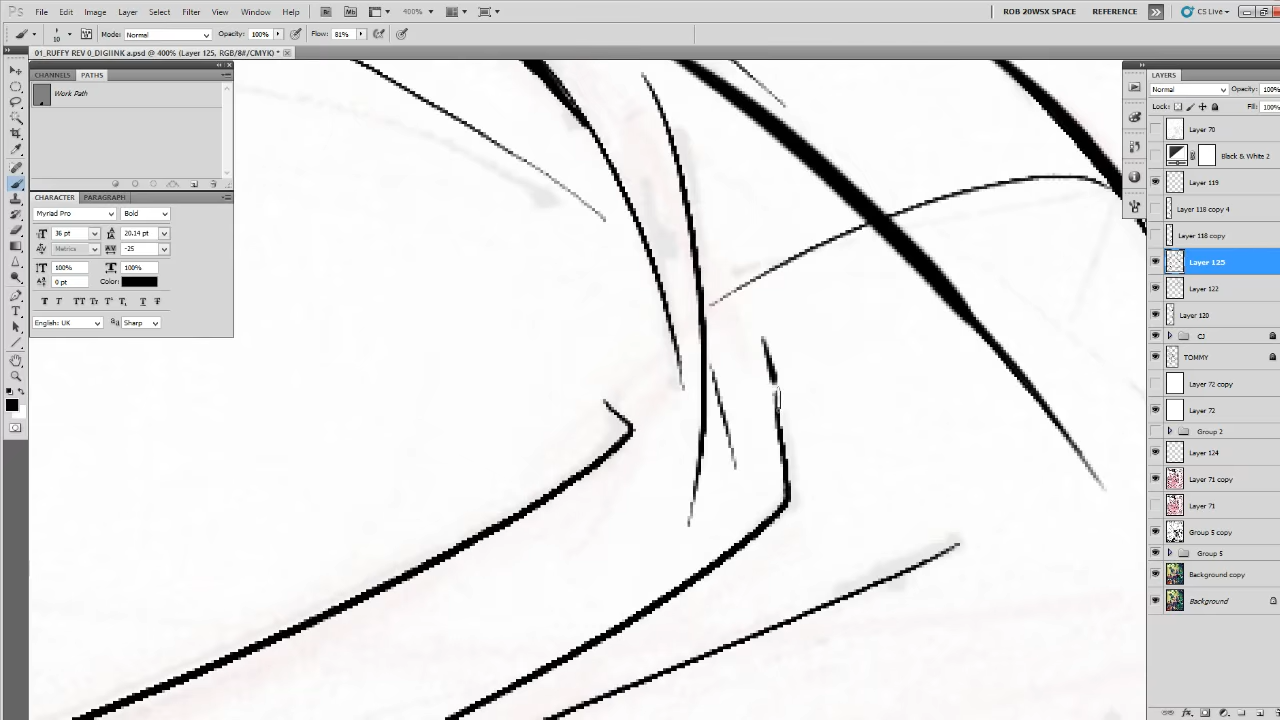 Ps File Edit Image Layer Select Filter View Window Help Br Mb 400% ROB 20WSX SPACE REFERENCE CS Live
10 Mode: Normal Opacity: 100% Flow: 81%
01_RUFFY REV 0_DIGIINK a.psd @ 400% (Layer 125, RGB/8#/CMYK) *
CHANNELS PATHS
Work Path
CHARACTER PARAGRAPH
Myriad Pro Bold
36 pt 20.14 pt
Metrics -25
100% 100%
0 pt Color:
English: UK Sharp
LAYERS
Normal Opacity: 100%
Lock: Fill: 100%
Layer 70
Black & White 2
Layer 119
Layer 118 copy 4
Layer 118 copy
Layer 125
Layer 122
Layer 120
CJ
TOMMY
Layer 72 copy
Layer 72
Group 2
Layer 124
Layer 71 copy
Layer 71
Group 5 copy
Group 5
Background copy
Background